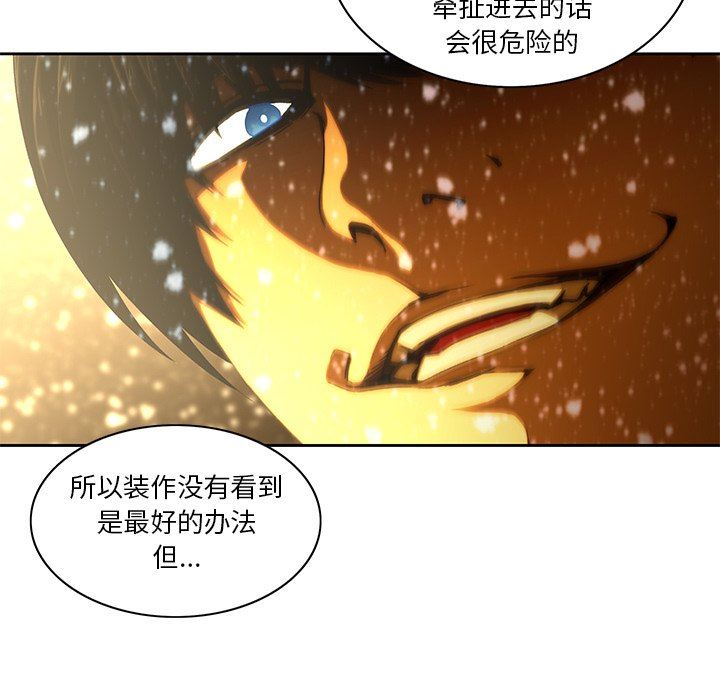 牵扯进去的话
会很危险的
所以装作没有看到
是最好的办法
但...